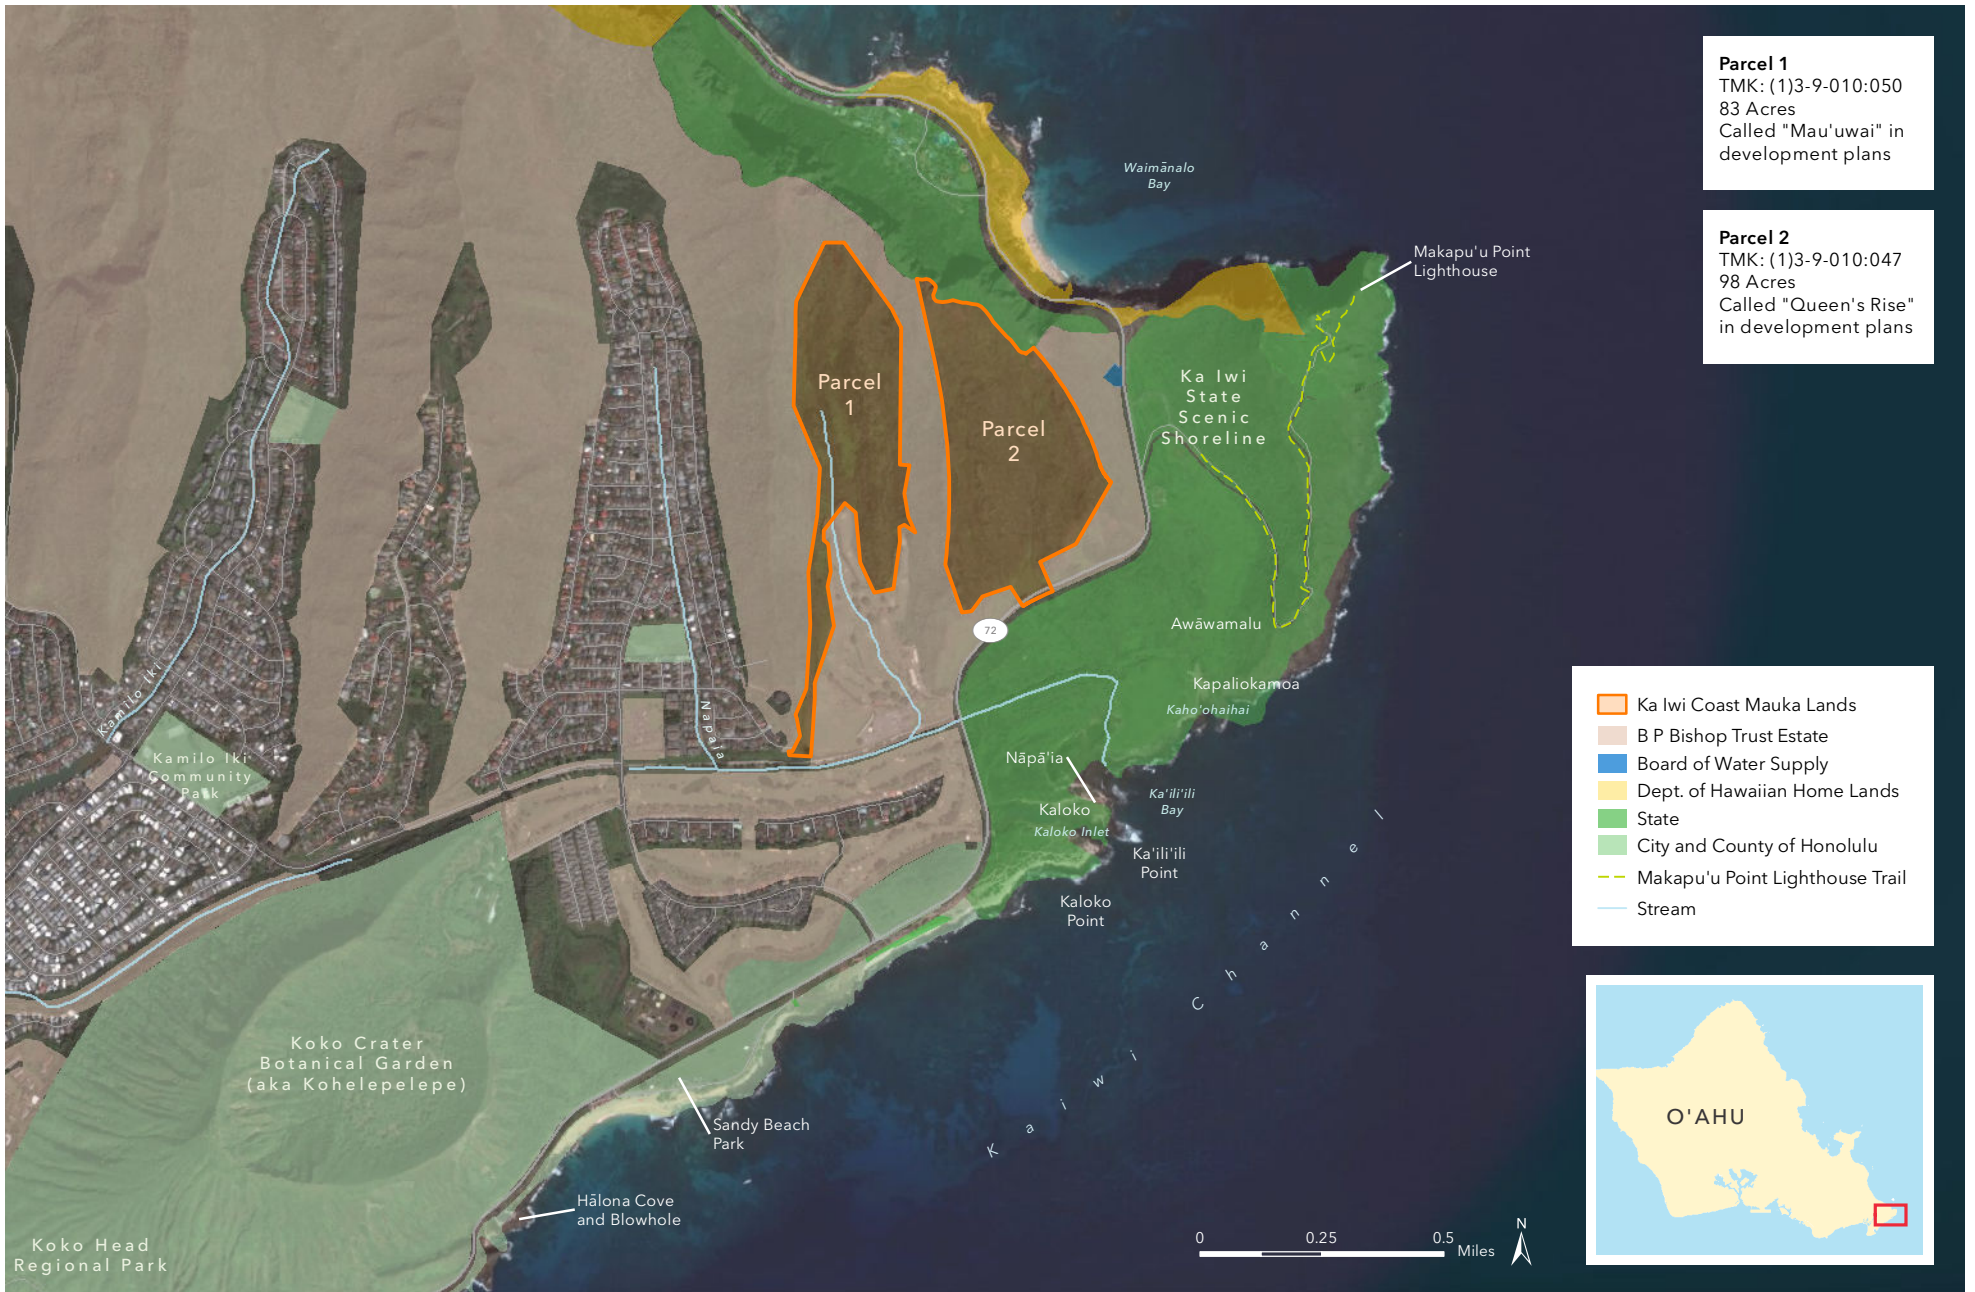 Parcel 1
TMK: (1)3-9-010:050
83 Acres
Called "Mau'uwai" in
development plans
Parcel 2
TMK: (1)3-9-010:047
98 Acres
Called "Queen's Rise"
in development plans
Waimānalo
Bay
Makapu'u Point
Lighthouse
Parcel
1
Parcel
2
Ka Iwi
State
Scenic
Shoreline
72
Awāwamalu
Kapaliokamoa
Kaho'ohaihai
Kamilo Iki
Napaia
Kamilo Iki
Community
Park
Nāpā'ia
Kaloko
Kaloko Inlet
Ka'ili'ili
Bay
Ka'ili'ili
Point
Kaloko
Point
Kaiwi Channel
Koko Crater
Botanical Garden
(aka Kohelepelepe)
Sandy Beach
Park
Hālona Cove
and Blowhole
Koko Head
Regional Park
Ka Iwi Coast Mauka Lands
B P Bishop Trust Estate
Board of Water Supply
Dept. of Hawaiian Home Lands
State
City and County of Honolulu
Makapu'u Point Lighthouse Trail
Stream
O'AHU
0 0.25 0.5
Miles
N